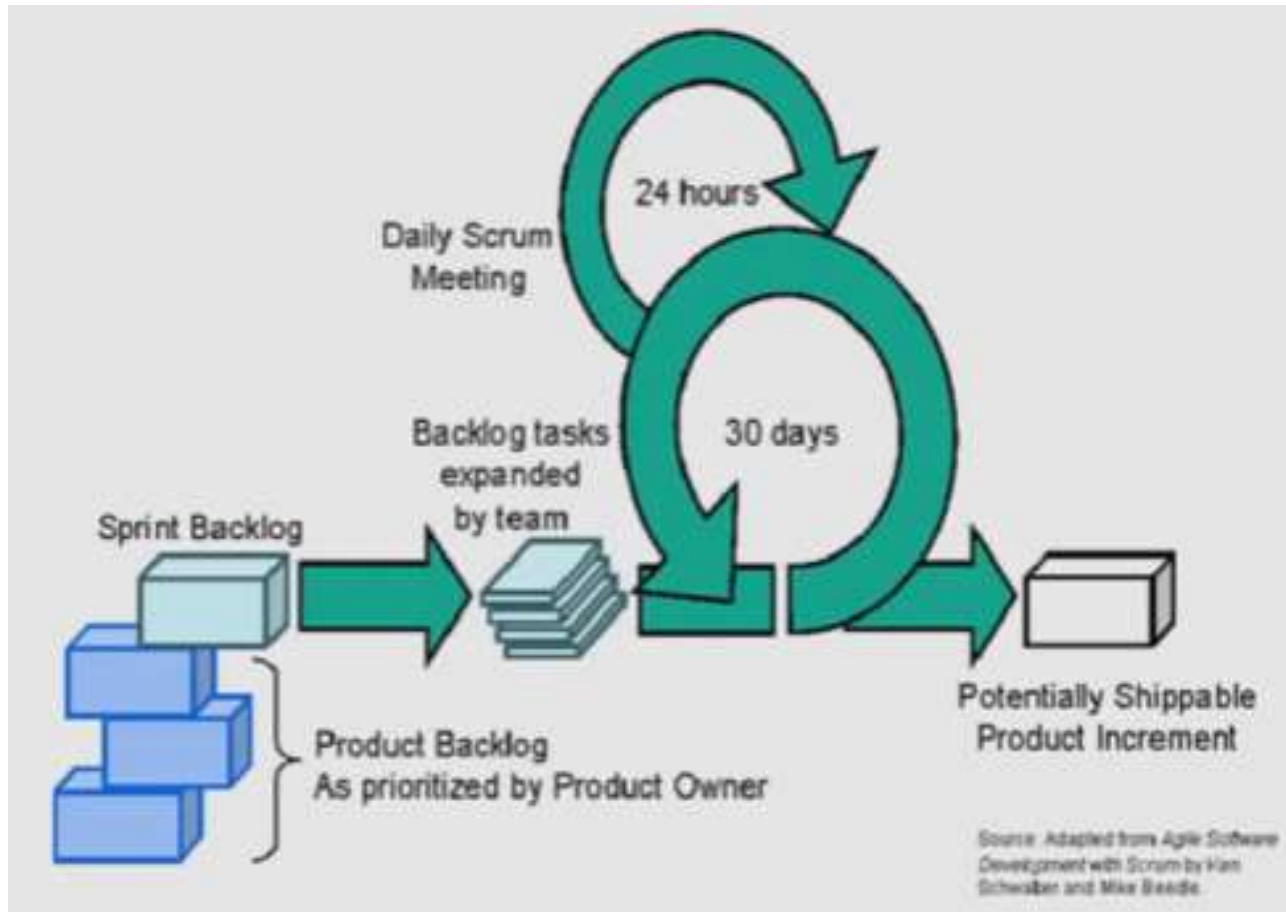 24 hours
Daily Scrum
Meeting
Backlog tasks
expanded
by team
30 days
Sprint Backlog
Potentially Shippable
Product Increment
Product Backlog
As prioritized by Product Owner
Source: Adapted from Agile Software
Development with Scrum by Ken
Schwaber and Mike Beedle.